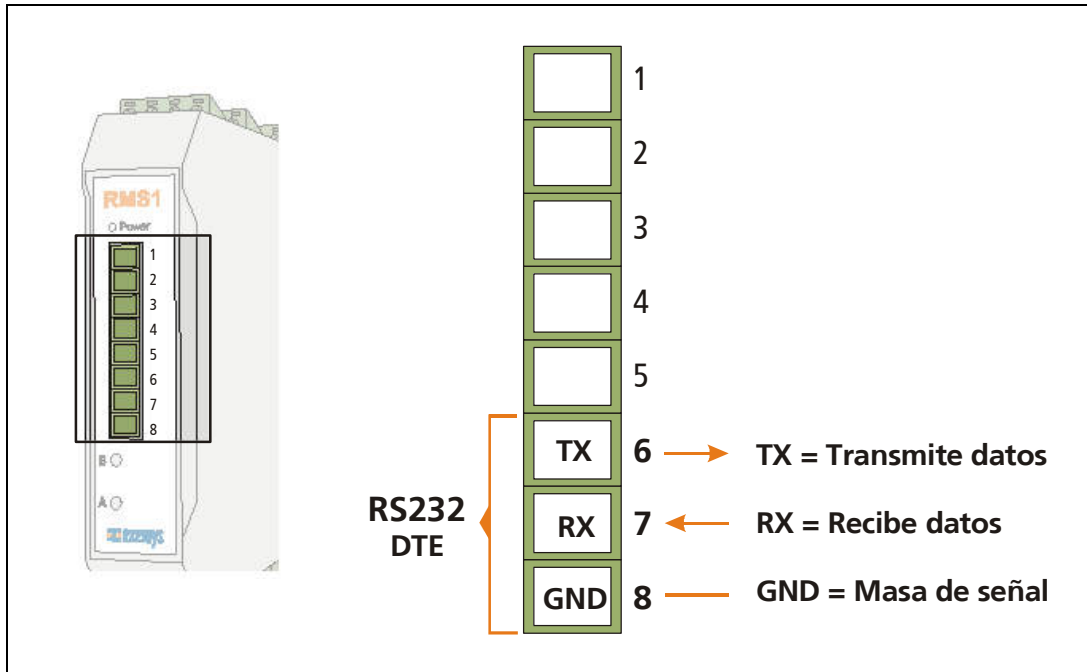 RMS1
Power
1
2
3
4
5
6
7
8
B
A
exemys
1
2
3
4
5
RS232
DTE
TX 6 TX = Transmite datos
RX 7 RX = Recibe datos
GND 8 GND = Masa de señal